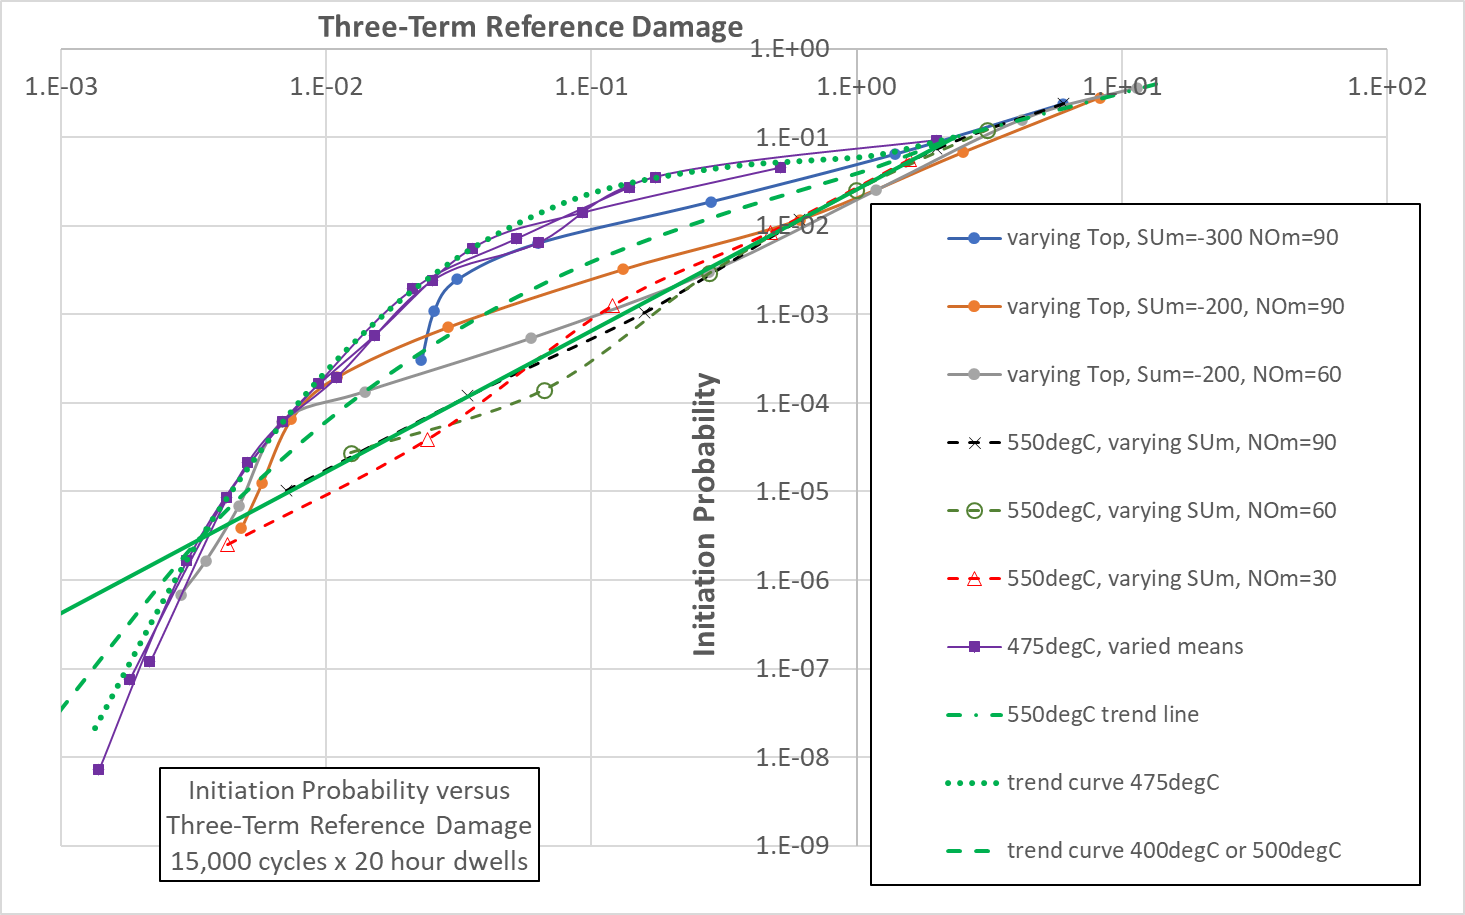 Three-Term Reference Damage
1.E+00
1.E-03 1.E-02 1.E-01 1.E+00 1.E+01 1.E+02
1.E-01
1.E-02
1.E-03
1.E-04
1.E-05
1.E-06
1.E-07
1.E-08
1.E-09
Initiation Probability
varying Top, SUm=-300 NOm=90
varying Top, SUm=-200, NOm=90
varying Top, Sum=-200, NOm=60
550degC, varying SUm, NOm=90
550degC, varying SUm, NOm=60
550degC, varying SUm, NOm=30
475degC, varied means
550degC trend line
trend curve 475degC
trend curve 400degC or 500degC
Initiation Probability versus
Three-Term Reference Damage
15,000 cycles x 20 hour dwells